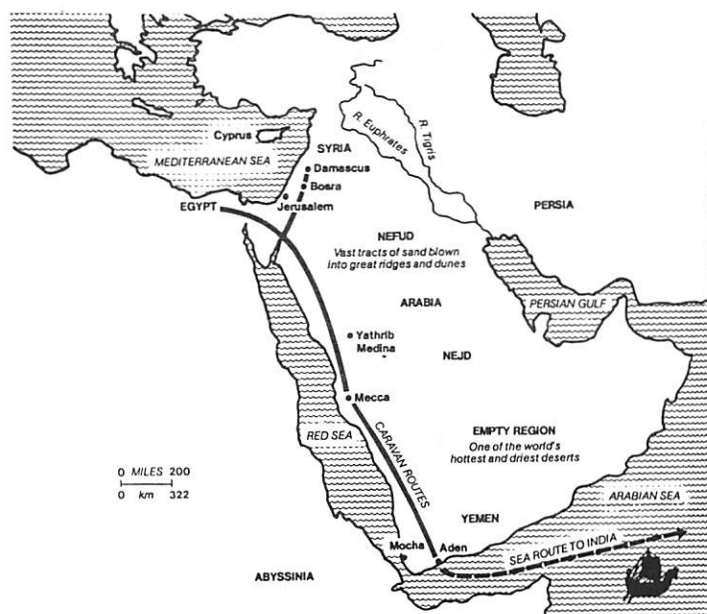 Cyprus
SYRIA
R. Euphrates
R. Tigris
MEDITERRANEAN SEA
Damascus
Bosra
EGYPT
Jerusalem
PERSIA
NEFUD
Vast tracts of sand blown
into great ridges and dunes
ARABIA
PERSIAN GULF
Yathrib
Medina
NEJD
Mecca
RED SEA
CARAVAN ROUTES
EMPTY REGION
One of the world's
hottest and driest deserts
0 MILES 200
0 km 322
ARABIAN SEA
YEMEN
Mocha
Aden
SEA ROUTE TO INDIA
ABYSSINIA